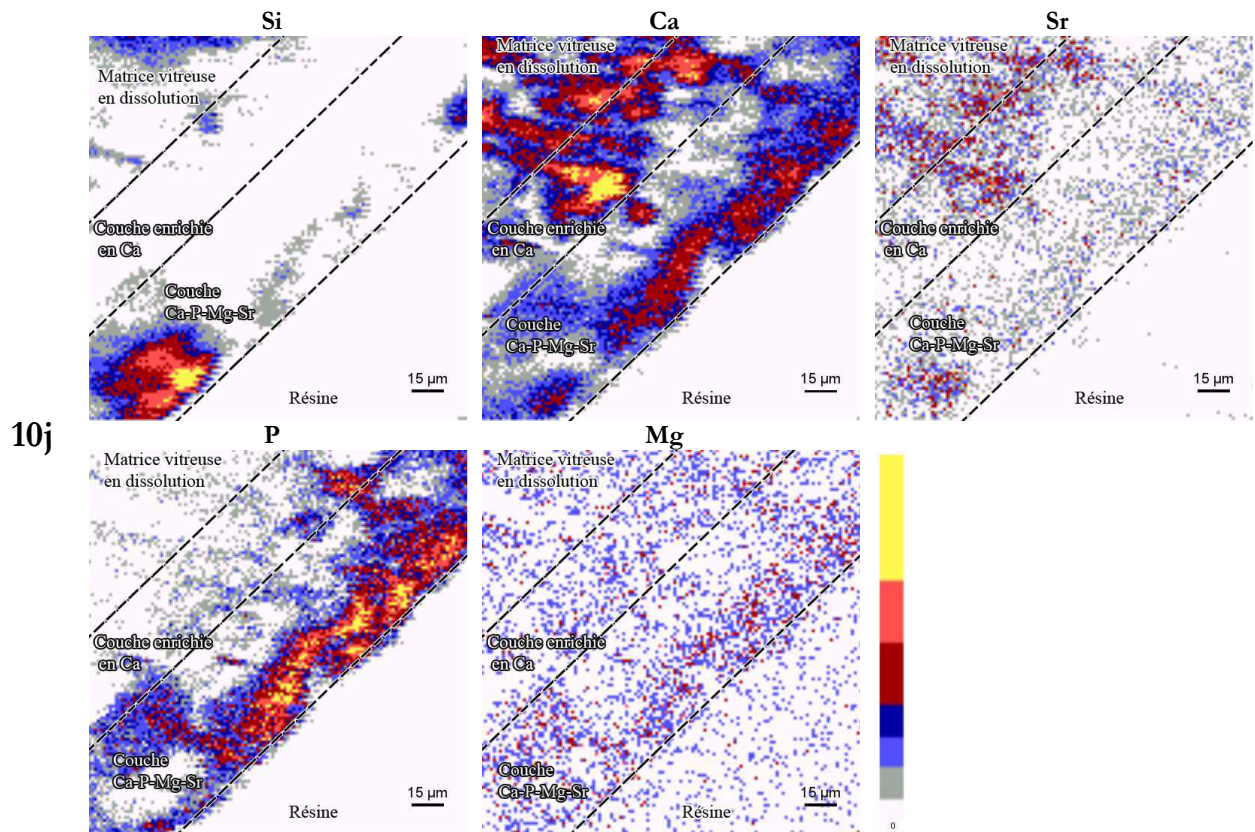 Si
Matrice vitreuse
en dissolution
Couche enrichie
en Ca
Couche
Ca-P-Mg-Sr
15 µm
Résine
Ca
Matrice vitreuse
en dissolution
Couche enrichie
en Ca
Couche
Ca-P-Mg-Sr
15 µm
Résine
Sr
Matrice vitreuse
en dissolution
Couche enrichie
en Ca
Couche
Ca-P-Mg-Sr
15 µm
Résine
10j
P
Matrice vitreuse
en dissolution
Couche enrichie
en Ca
Couche
Ca-P-Mg-Sr
15 µm
Résine
Mg
Matrice vitreuse
en dissolution
Couche enrichie
en Ca
Couche
Ca-P-Mg-Sr
15 µm
Résine
0